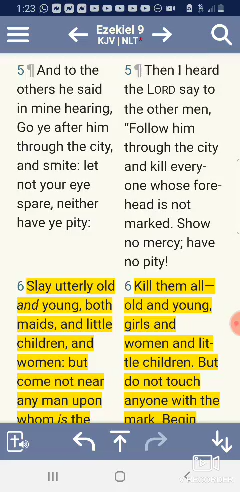 1:23
Ezekiel 9
KJV | NLT
5 ¶ And to the
others he said
in mine hearing,
Go ye after him
through the city,
and smite: let
not your eye
spare, neither
have ye pity:
5 ¶ Then I heard
the LORD say to
the other men,
“Follow him
through the city
and kill every-
one whose fore-
head is not
marked. Show
no mercy; have
no pity!
6 Slay utterly old
and young, both
maids, and little
children, and
women: but
come not near
any man upon
whom is the
6 Kill them all—
old and young,
girls and
women and lit-
tle children. But
do not touch
anyone with the
mark. Begin